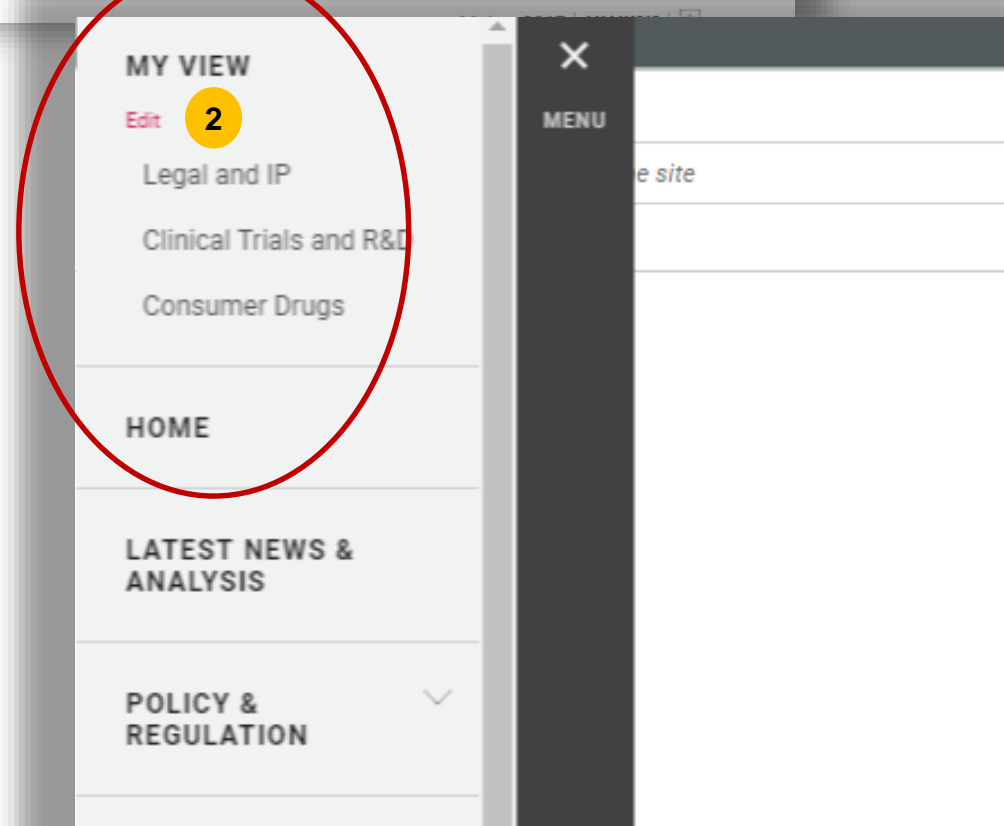 MY VIEW
Edit
2
Legal and IP
Clinical Trials and R&D
Consumer Drugs
HOME
LATEST NEWS &
ANALYSIS
POLICY &
REGULATION
MENU
e site